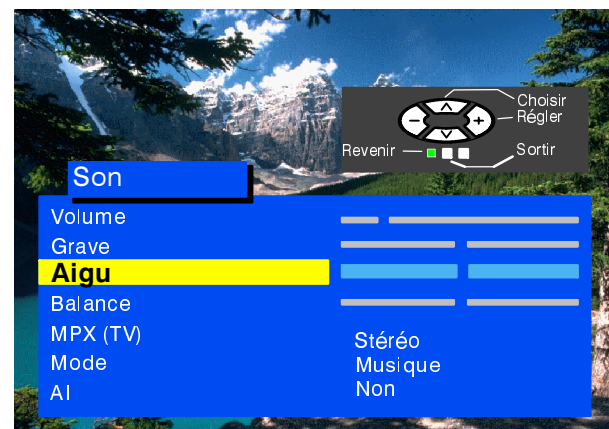 Choisir
Régler
Revenir
Sortir
Son
Volume
Grave
Aigu
Balance
MPX (TV)
Stéréo
Mode
Musique
AI
Non